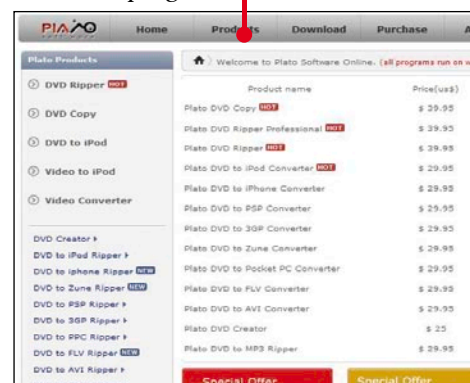 PLATO
Home
Products
Download
Purchase
Plato Products
DVD Ripper HOT
DVD Copy
DVD to iPod
Video to iPod
Video Converter
DVD Creator
DVD to iPod Ripper
DVD to iphone Ripper NEW
DVD to Zune Ripper NEW
DVD to PSP Ripper
DVD to 3GP Ripper
DVD to PPC Ripper
DVD to FLV Ripper NEW
DVD to AVI Ripper
Welcome to Plato Software Online. (all programs run on
Product name Price(us$)
Plato DVD Copy HOT $ 39.95
Plato DVD Ripper Professional HOT $ 39.95
Plato DVD Ripper HOT $ 39.95
Plato DVD to iPod Converter HOT $ 29.95
Plato DVD to iPhone Converter $ 29.95
Plato DVD to PSP Converter $ 29.95
Plato DVD to 3GP Converter $ 29.95
Plato DVD to Zune Converter $ 29.95
Plato DVD to Pocket PC Converter $ 29.95
Plato DVD to FLV Converter $ 29.95
Plato DVD to AVI Converter $ 29.95
Plato DVD Creator $ 25
Plato DVD to MP3 Ripper $ 29.95
Special Offer
Special Offer